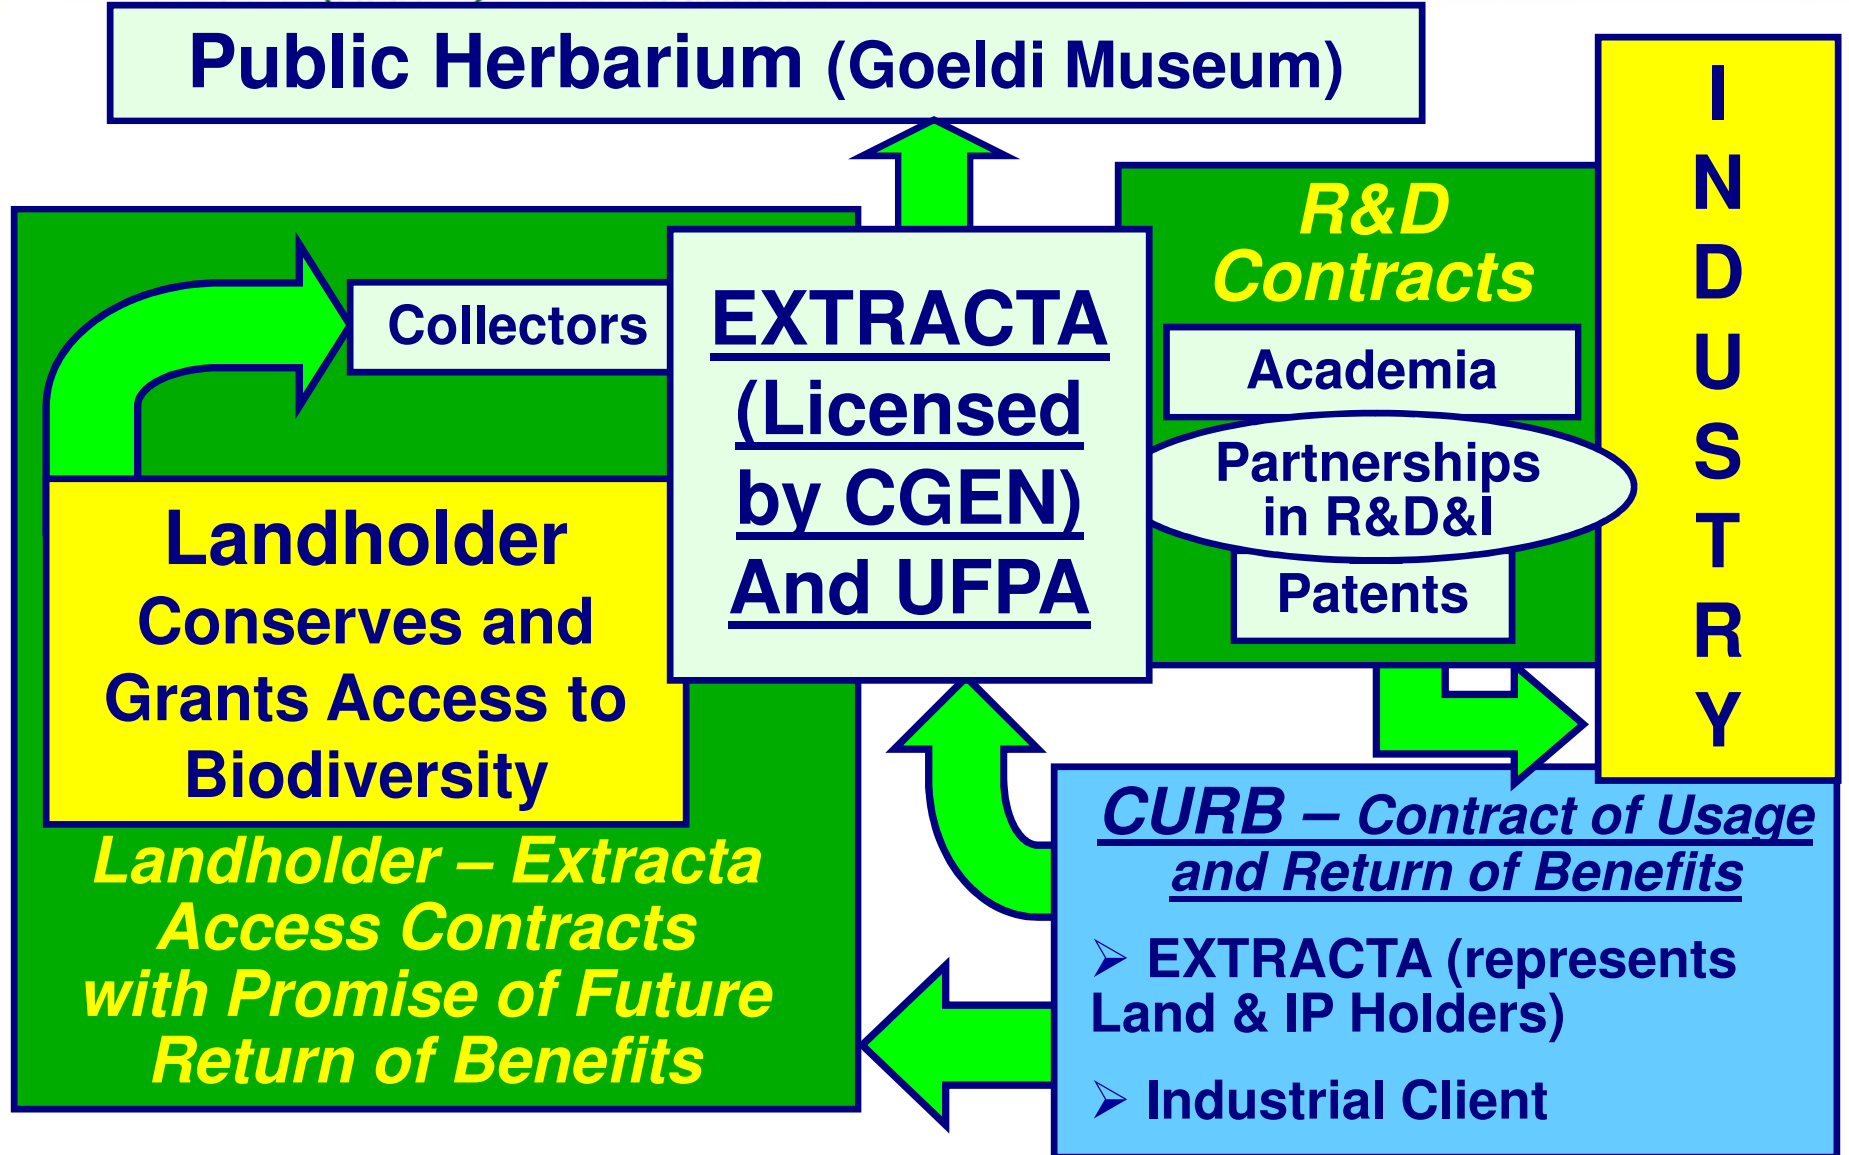 Public Herbarium (Goeldi Museum)
Collectors
Landholder
Conserves and
Grants Access to
Biodiversity
Landholder – Extracta
Access Contracts
with Promise of Future
Return of Benefits
EXTRACTA
(Licensed
by CGEN)
And UFPA
R&D
Contracts
Academia
Partnerships
in R&D&I
Patents
I
N
D
U
S
T
R
Y
CURB – Contract of Usage
and Return of Benefits
➢ EXTRACTA (represents
Land & IP Holders)
➢ Industrial Client